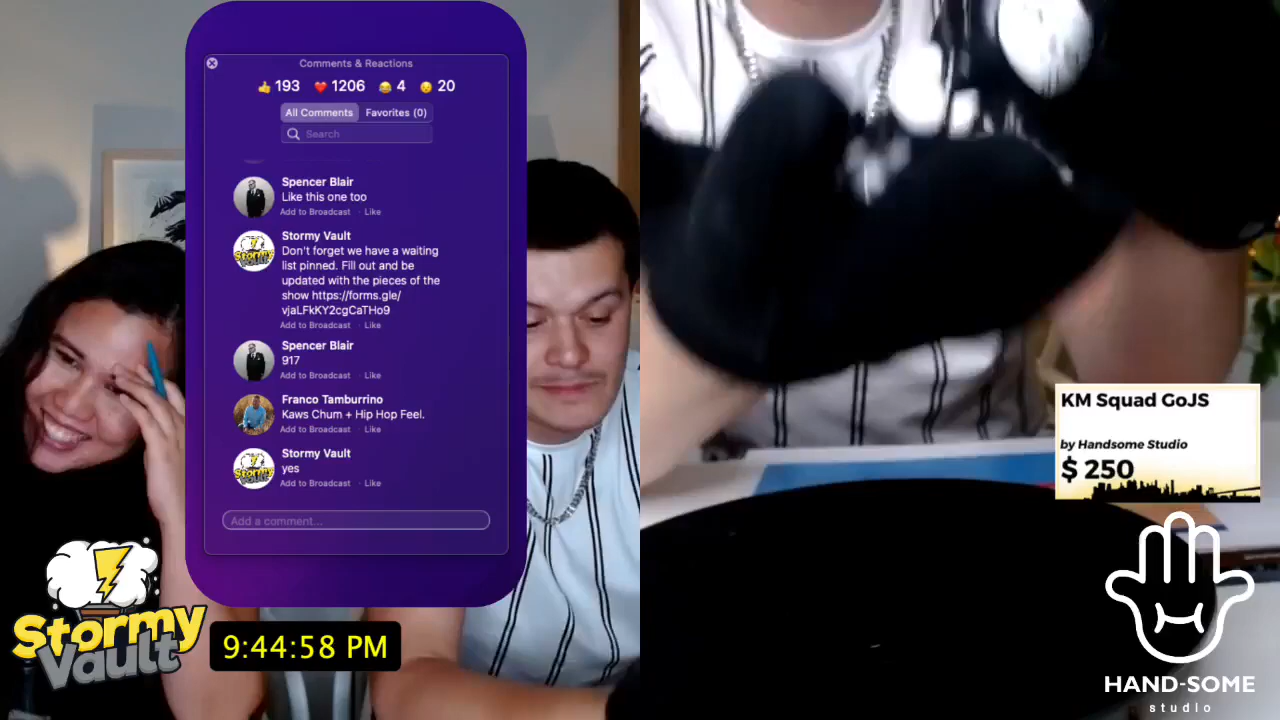 Comments & Reactions
193 1206 4 20
All Comments Favorites (0)
Search
Spencer Blair
Like this one too
Add to Broadcast · Like
Stormy Vault
Don't forget we have a waiting
list pinned. Fill out and be
updated with the pieces of the
show https://forms.gle/
vjaLFkKY2cgCaTHo9
Add to Broadcast · Like
Spencer Blair
917
Add to Broadcast · Like
Franco Tamburrino
Kaws Chum + Hip Hop Feel.
Add to Broadcast · Like
Stormy Vault
yes
Add to Broadcast · Like
Add a comment...
Stormy
Vault
9:44:58 PM
KM Squad GoJS
by Handsome Studio
$ 250
HAND-SOME
studio